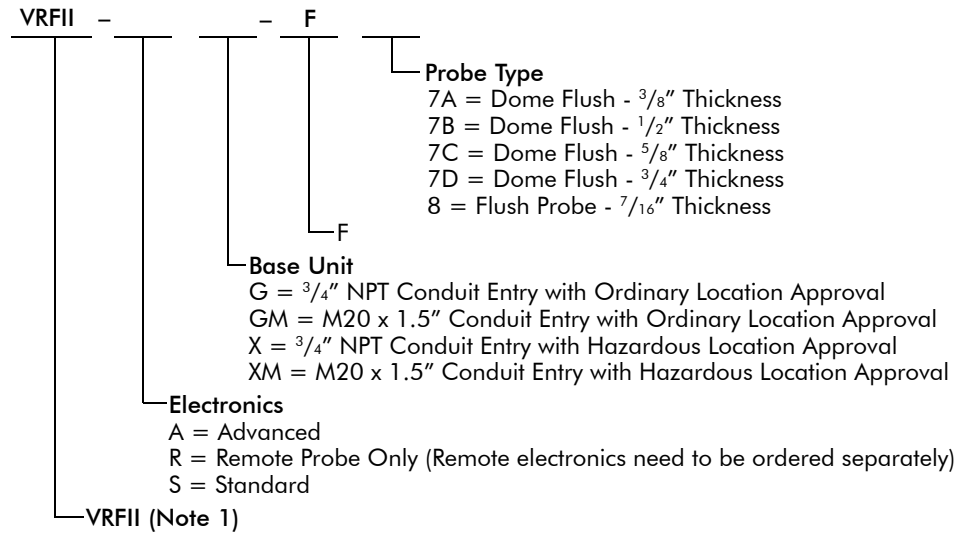 VRFII – – F
Probe Type
7A = Dome Flush - 3/8" Thickness
7B = Dome Flush - 1/2" Thickness
7C = Dome Flush - 5/8" Thickness
7D = Dome Flush - 3/4" Thickness
8 = Flush Probe - 7/16" Thickness
F
Base Unit
G = 3/4" NPT Conduit Entry with Ordinary Location Approval
GM = M20 x 1.5" Conduit Entry with Ordinary Location Approval
X = 3/4" NPT Conduit Entry with Hazardous Location Approval
XM = M20 x 1.5" Conduit Entry with Hazardous Location Approval
Electronics
A = Advanced
R = Remote Probe Only (Remote electronics need to be ordered separately)
S = Standard
VRFII (Note 1)